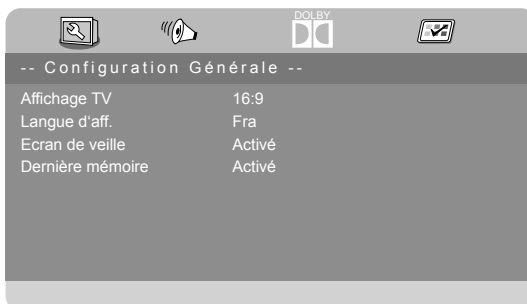 DOLBY
-- Configuration Générale --
Affichage TV 16:9
Langue d‘aff. Fra
Ecran de veille Activé
Dernière mémoire Activé